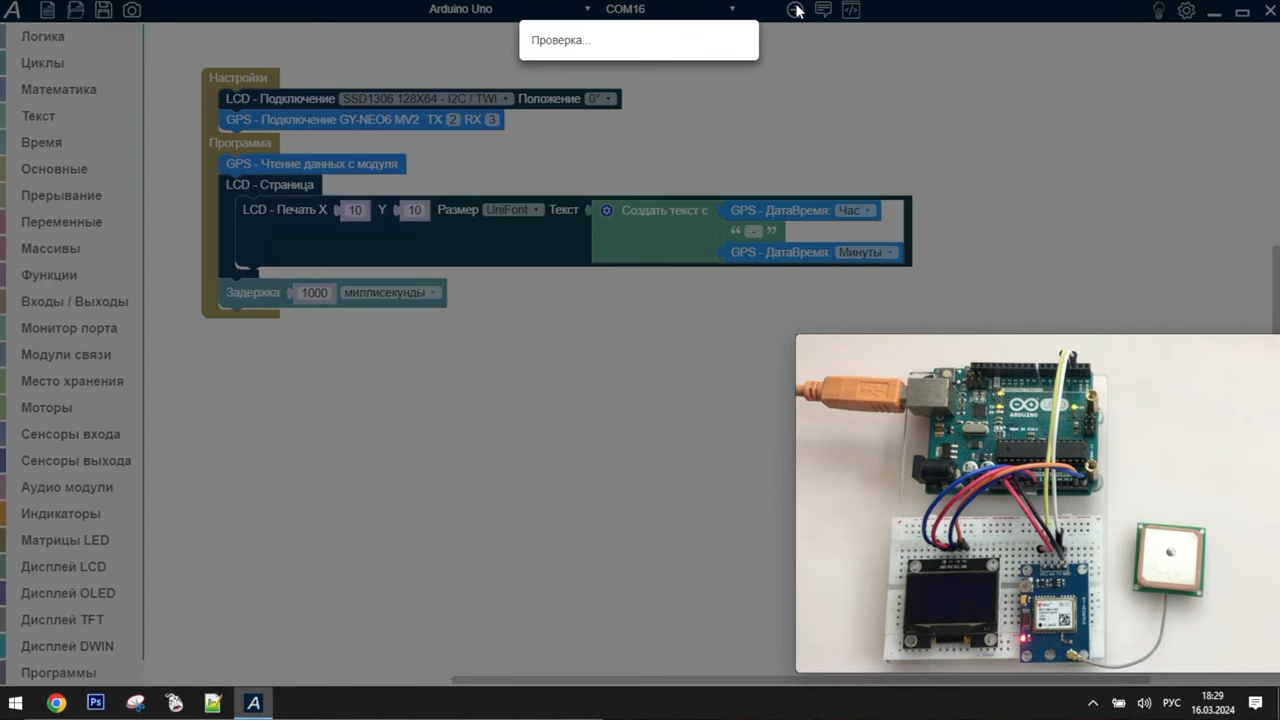 Arduino Uno
COM16
Проверка...
Логика
Циклы
Математика
Текст
Время
Основные
Прерывание
Переменные
Массивы
Функции
Входы / Выходы
Монитор порта
Модули связи
Место хранения
Моторы
Сенсоры входа
Сенсоры выхода
Аудио модули
Индикаторы
Матрицы LED
Дисплей LCD
Дисплей OLED
Дисплей TFT
Дисплей DWIN
Программы
Настройки
LCD - Подключение SSD1306 128X64 - I2C / TWI Положение 0°
GPS - Подключение GY-NEO6 MV2 TX 2 RX 3
Программа
GPS - Чтение данных с модуля
LCD - Страница
LCD - Печать X 10 Y 10 Размер UniFont Текст Создать текст с GPS - ДатаВремя: Час
“ - ”
GPS - ДатаВремя: Минуты
Задержка 1000 миллисекунды
ARDUINO
РУС
18:29
16.03.2024